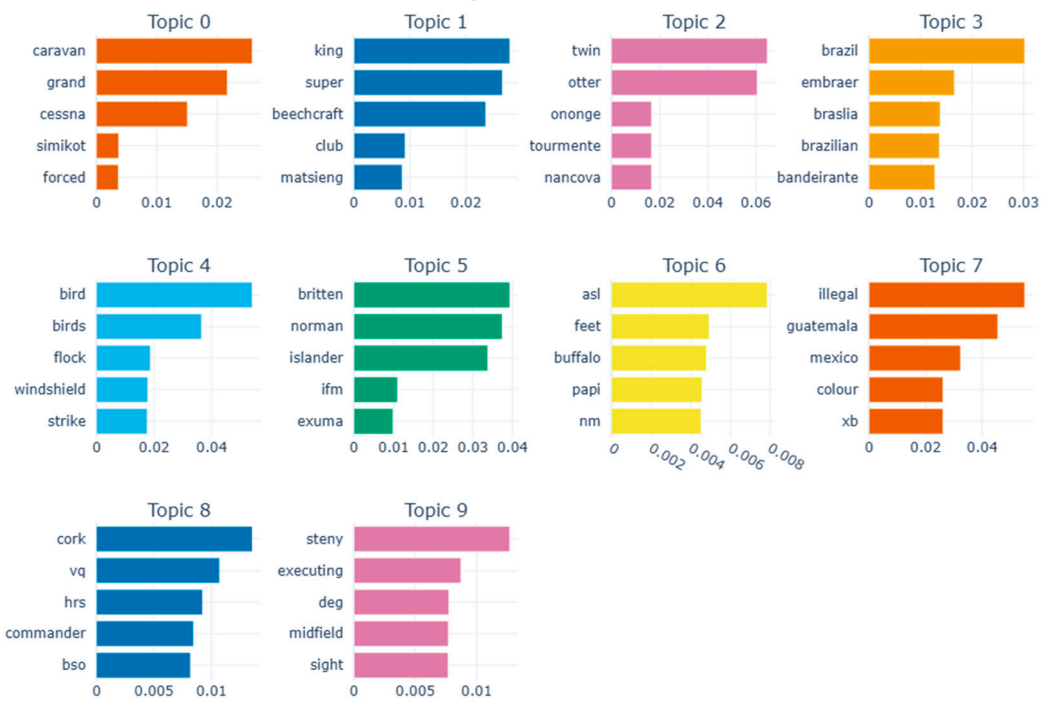 Topic 0
caravan
grand
cessna
simikot
forced
0 0.01 0.02
Topic 1
king
super
beechcraft
club
matsieng
0 0.01 0.02
Topic 2
twin
otter
ononge
tourmente
nancova
0 0.02 0.04 0.06
Topic 3
brazil
embraer
braslia
brazilian
bandeirante
0 0.01 0.02 0.03
Topic 4
bird
birds
flock
windshield
strike
0 0.02 0.04
Topic 5
britten
norman
islander
ifm
exuma
0 0.01 0.02 0.03 0.04
Topic 6
asl
feet
buffalo
papi
nm
0 0.002 0.004 0.006 0.008
Topic 7
illegal
guatemala
mexico
colour
xb
0 0.02 0.04
Topic 8
cork
vq
hrs
commander
bso
0 0.005 0.01
Topic 9
steny
executing
deg
midfield
sight
0 0.005 0.01